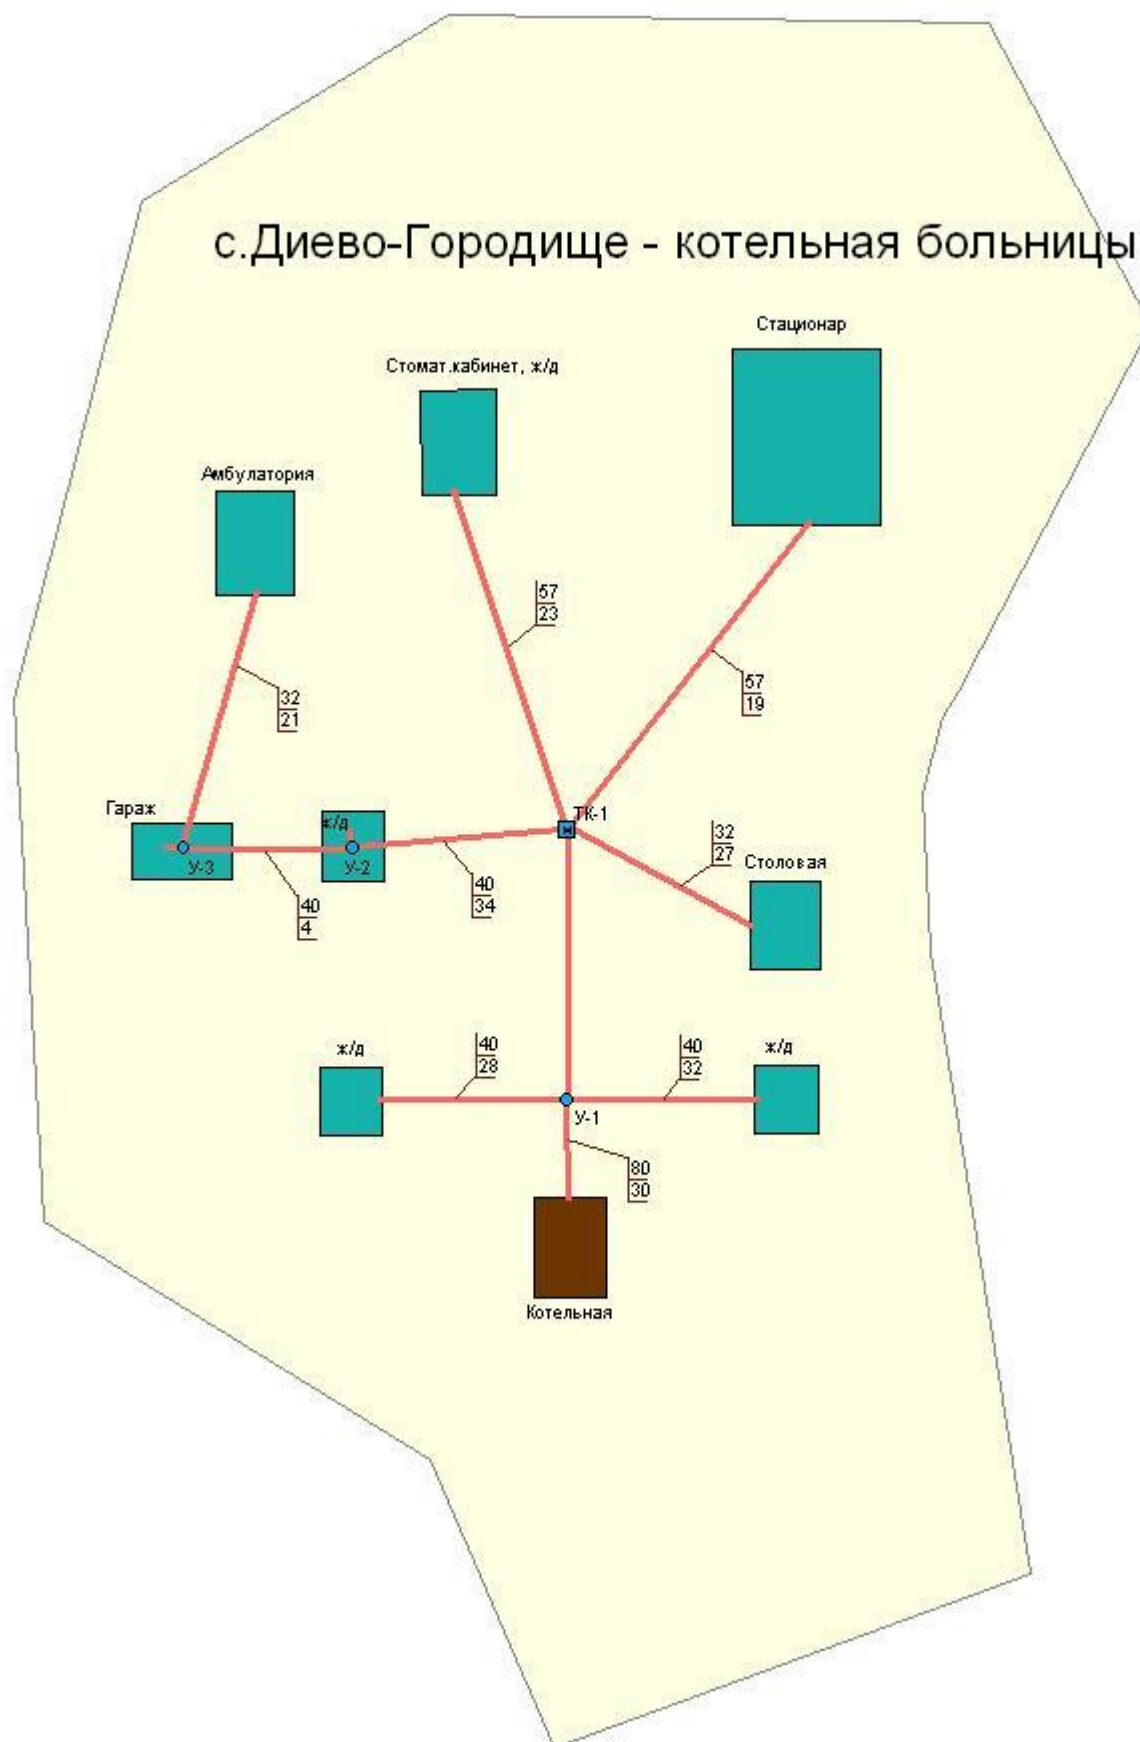 с.Диево-Городище - котельная больницы
Стационар
Стомат.кабинет, ж/д
Амбулатория
57
23
57
19
32
21
Гараж
ж/д
ТК-1
У-3
У-2
32
27
Столовая
40
34
40
4
ж/д
40
28
40
32
ж/д
У-1
80
30
Котельная